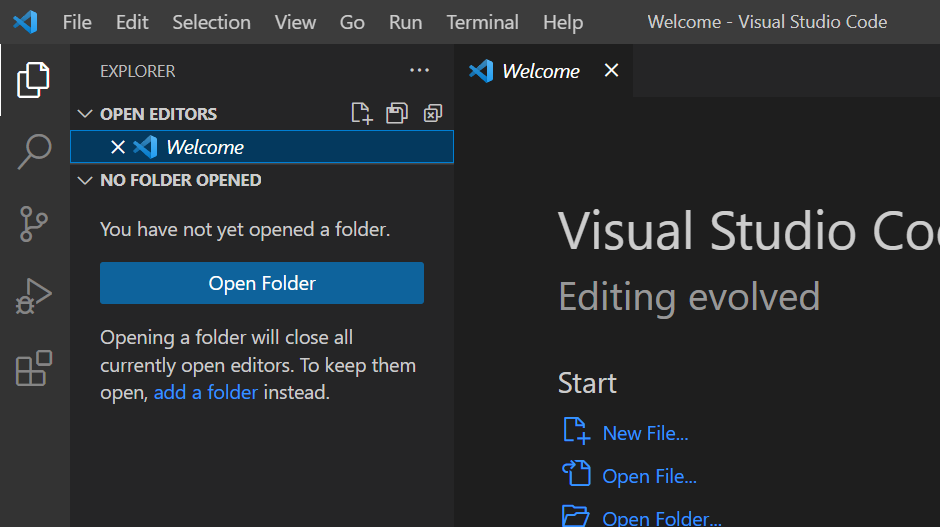 File Edit Selection View Go Run Terminal Help Welcome - Visual Studio Code
EXPLORER
Welcome
OPEN EDITORS
Welcome
NO FOLDER OPENED
You have not yet opened a folder.
Open Folder
Opening a folder will close all
currently open editors. To keep them
open, add a folder instead.
Visual Studio Co
Editing evolved
Start
New File...
Open File...
Open Folder...